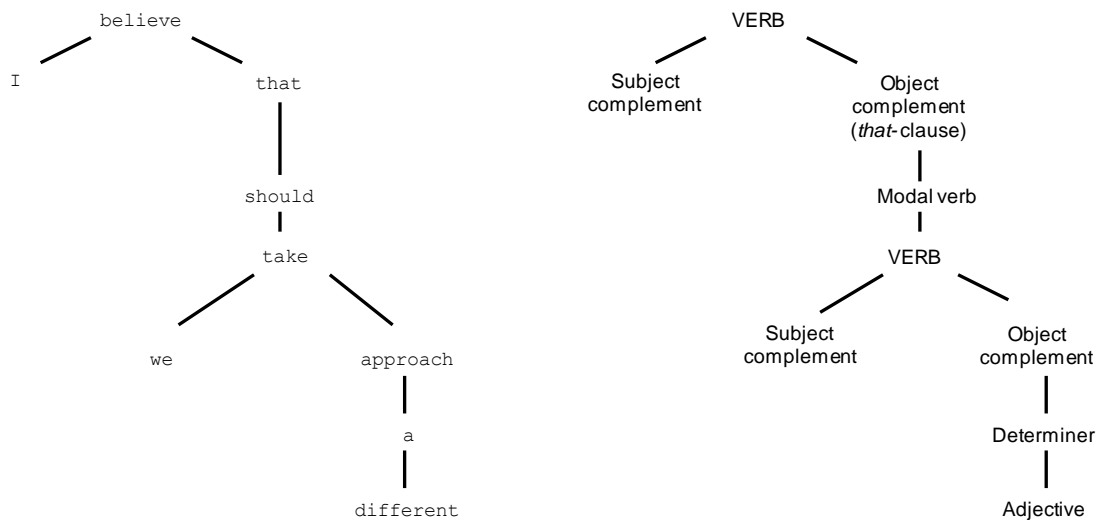 believe
I
that
should
take
we
approach
a
different
VERB
Subject
complement
Object
complement
(that-clause)
Modal verb
VERB
Subject
complement
Object
complement
Determiner
Adjective